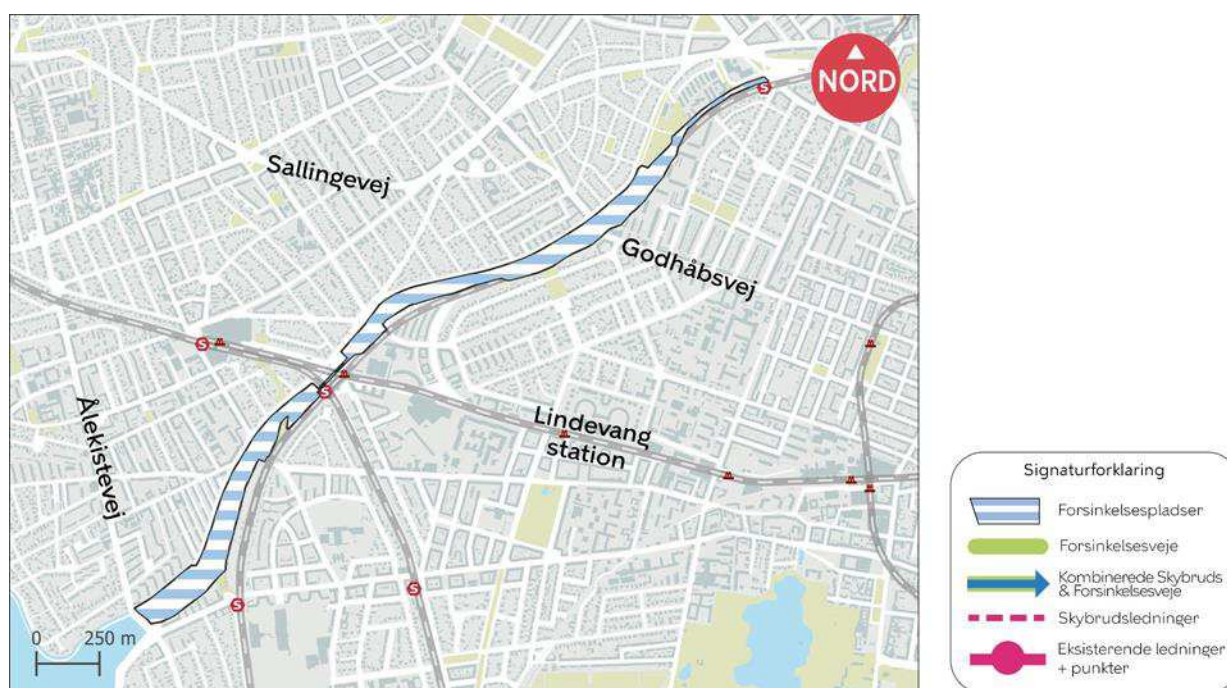 NORD
Sallingevej
Godhåbsvej
Ålekistevej
Lindevang
station
0 250 m
S
S
S
S
S
Signaturforklaring
Forsinkelsespladser
Forsinkelsesveje
Kombinerede Skybruds
& Forsinkelsesveje
Skybrudsledninger
Eksisterende ledninger
+ punkter